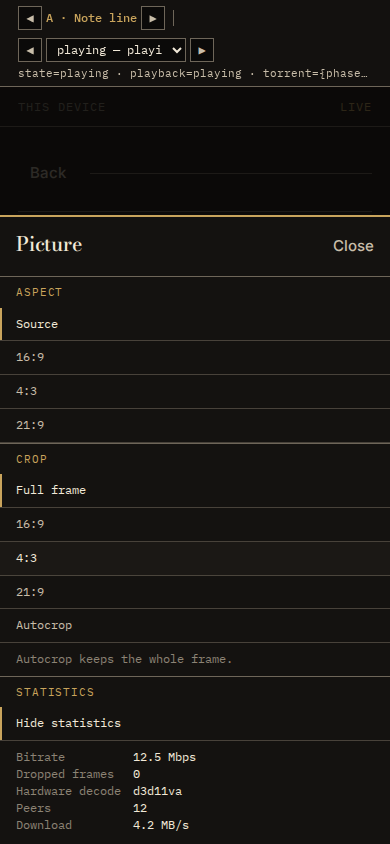 ◄ A · Note line ►
◄ playing — playi ►
state=playing · playback=playing · torrent={phase…
THIS DEVICE LIVE
Back
Picture Close
ASPECT
Source
16:9
4:3
21:9
CROP
Full frame
16:9
4:3
21:9
Autocrop
Autocrop keeps the whole frame.
STATISTICS
Hide statistics
Bitrate 12.5 Mbps
Dropped frames 0
Hardware decode d3d11va
Peers 12
Download 4.2 MB/s